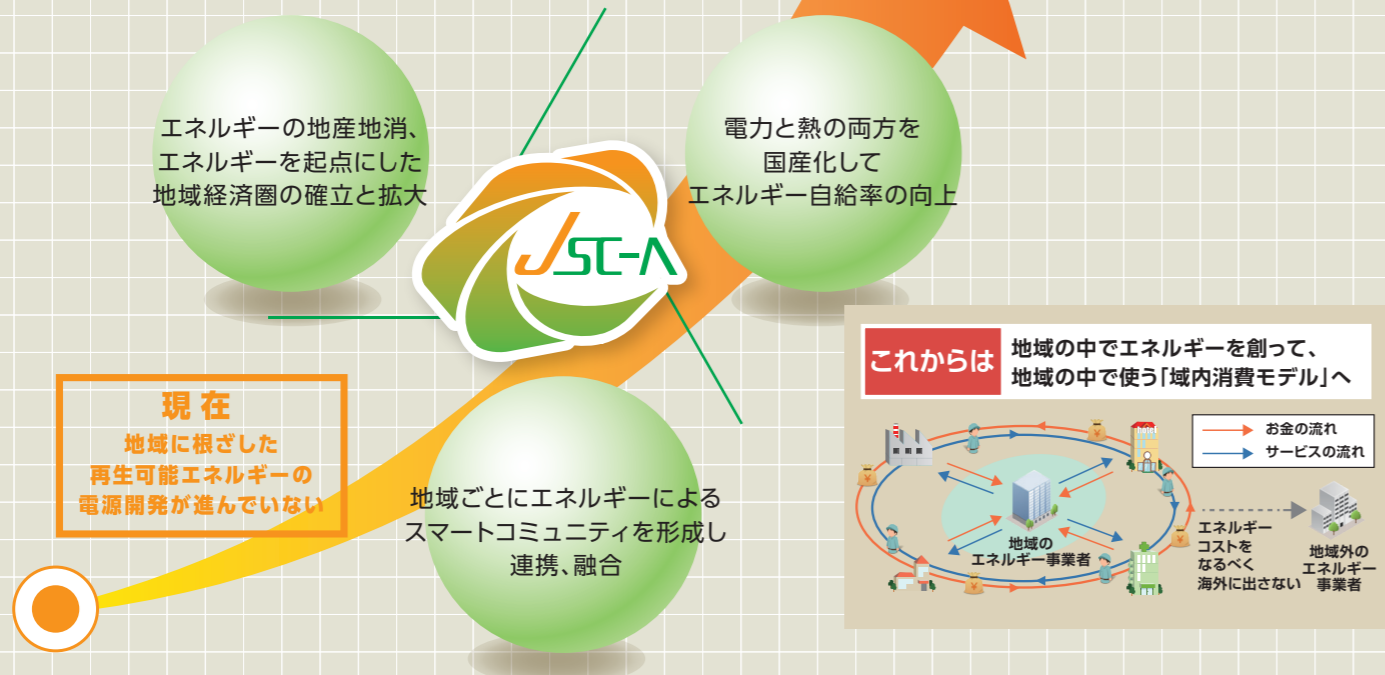 エネルギーの地産地消、
エネルギーを起点にした
地域経済圏の確立と拡大
電力と熱の両方を
国産化して
エネルギー自給率の向上
JSC-A
現在
地域に根ざした
再生可能エネルギーの
電源開発が進んでいない
地域ごとにエネルギーによる
スマートコミュニティを形成し
連携、融合
これからは
地域の中でエネルギーを創って、
地域の中で使う「域内消費モデル」へ
お金の流れ
サービスの流れ
hotel
地域の
エネルギー事業者
エネルギー
コストを
なるべく
海外に出さない
地域外の
エネルギー
事業者